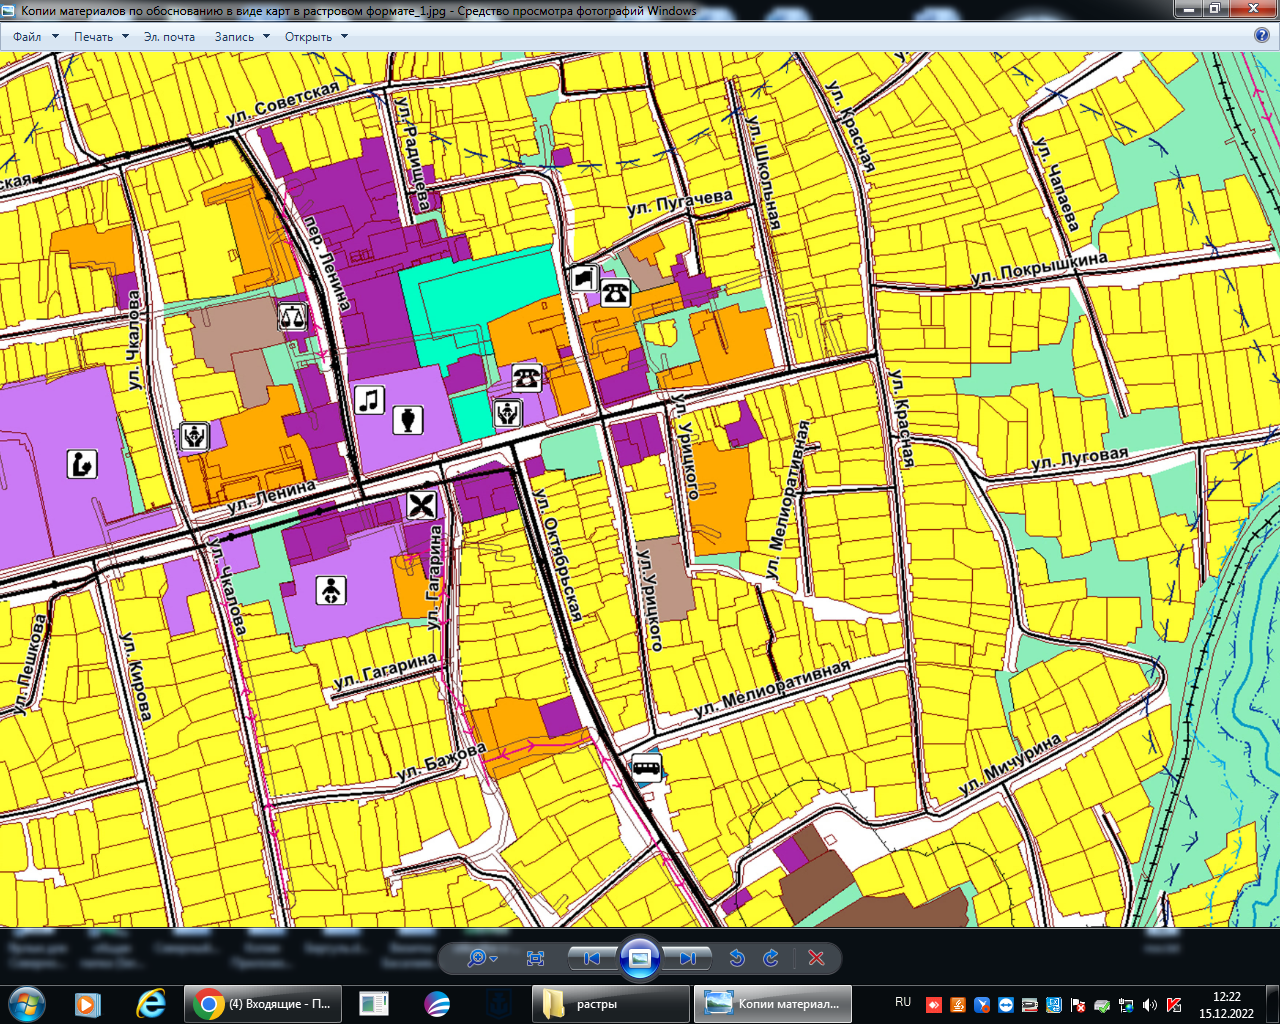 Копии материалов по обоснованию в виде карт в растровом формате_1.jpg - Средство просмотра фотографий Windows
Файл Печать Эл. почта Запись Открыть
ул. Советская
ул. Радищева
ул. Красная
ул. Школьная
ул. Чапаева
ская
ул. Пугачева
пер. Ленина
ул. Покрышкина
ул. Чкалова
ул. Красная
ул. Урицкого
ул. Мелиоративная
ул. Луговая
ул. Ленина
ул. Октябрьская
ул. Чкалова
ул. Гагарина
ул. Урицкого
ул. Пешкова
ул. Кирова
ул. Гагарина
ул. Мелиоративная
ул. Бажова
ул. Мичурина
(4) Входящие - П...
растры
Копии материал...
RU
12:22
15.12.2022